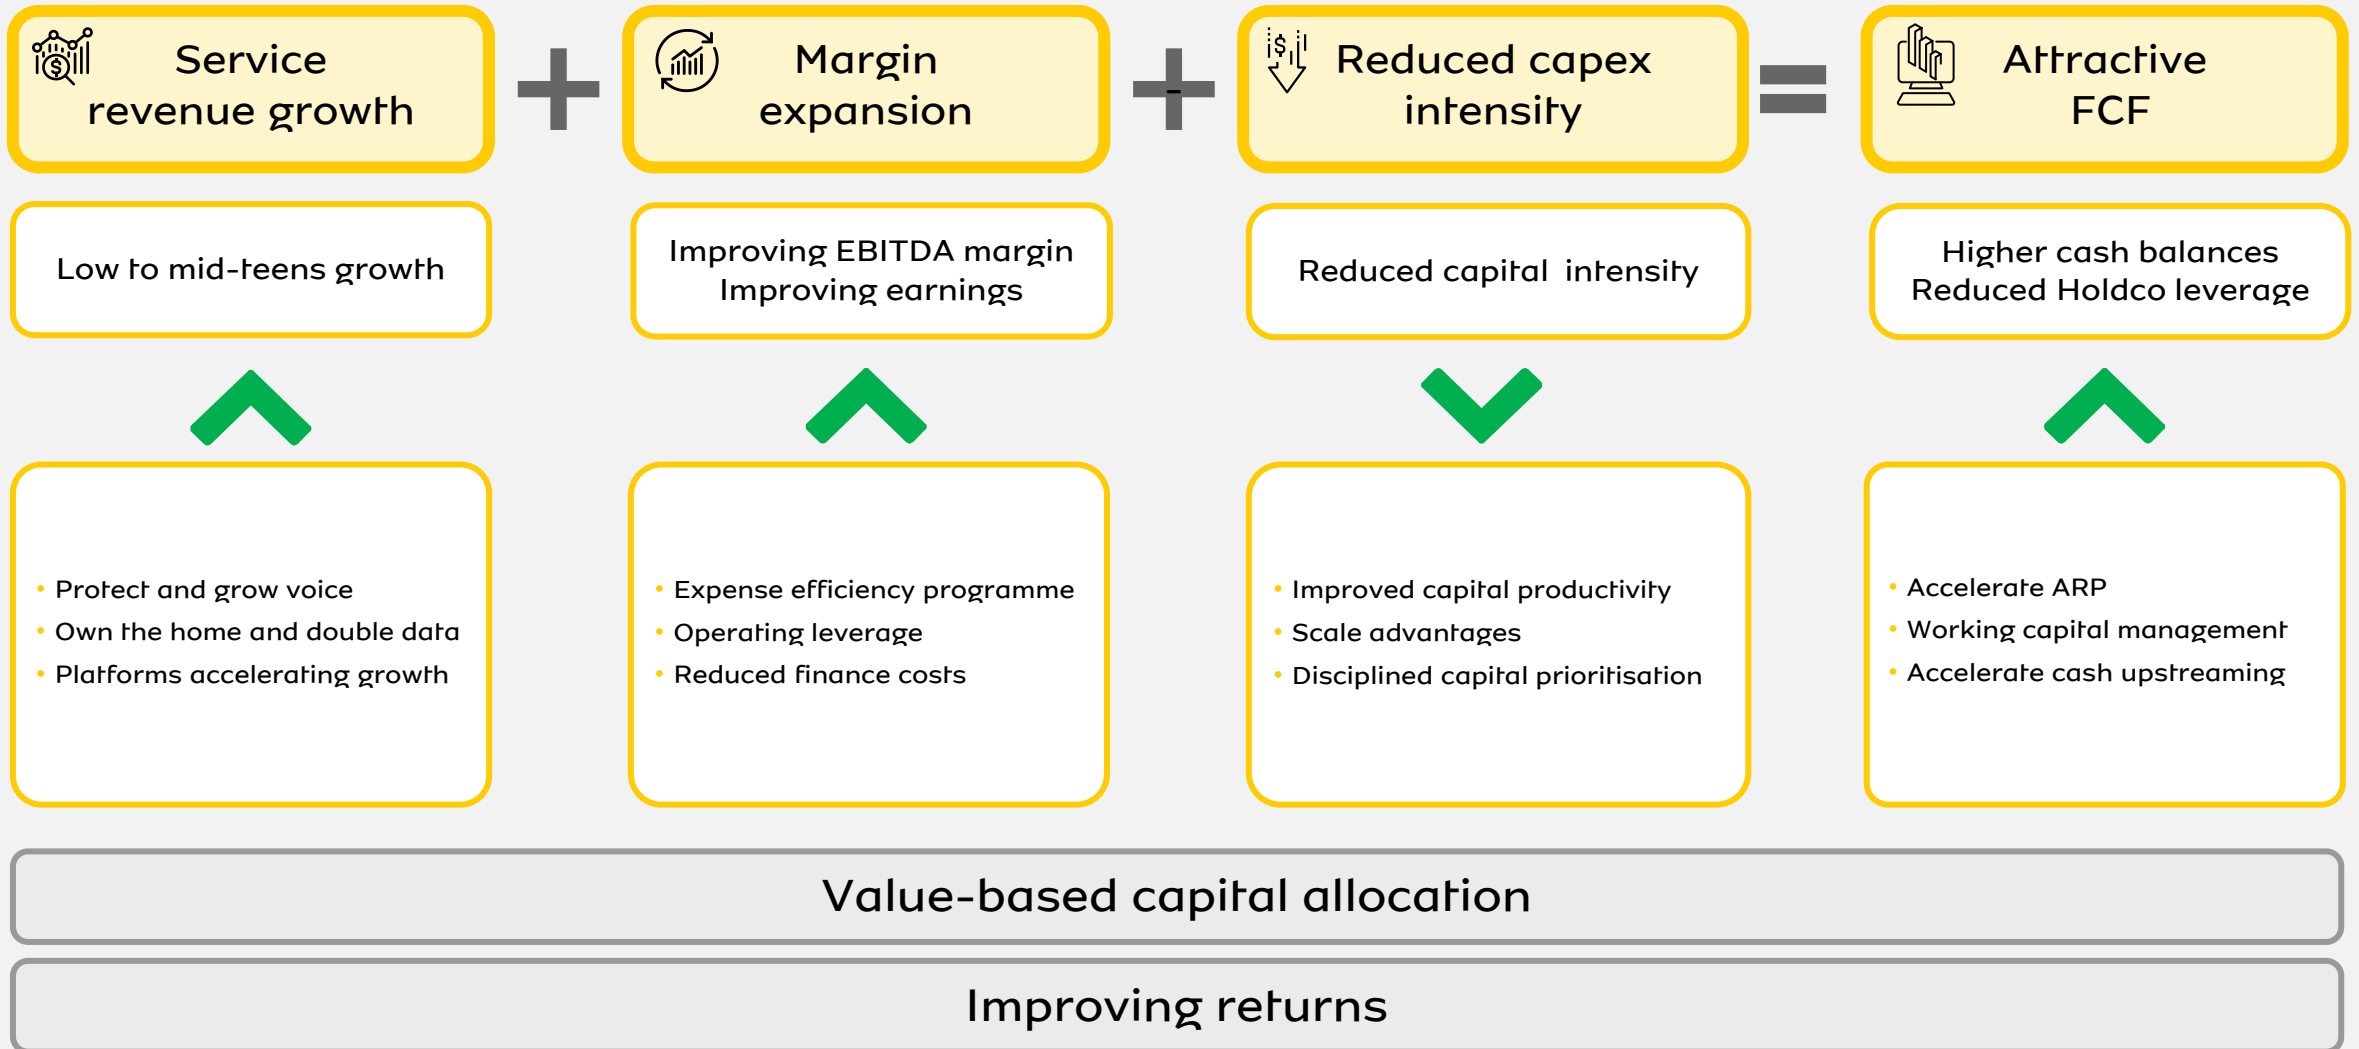 Service
revenue growth
+
Margin
expansion
+
-
Reduced capex
intensity
=
Attractive
FCF
Low to mid-teens growth
Improving EBITDA margin
Improving earnings
Reduced capital intensity
Higher cash balances
Reduced Holdco leverage
• Protect and grow voice
• Own the home and double data
• Platforms accelerating growth
• Expense efficiency programme
• Operating leverage
• Reduced finance costs
• Improved capital productivity
• Scale advantages
• Disciplined capital prioritisation
• Accelerate ARP
• Working capital management
• Accelerate cash upstreaming
Value-based capital allocation
Improving returns